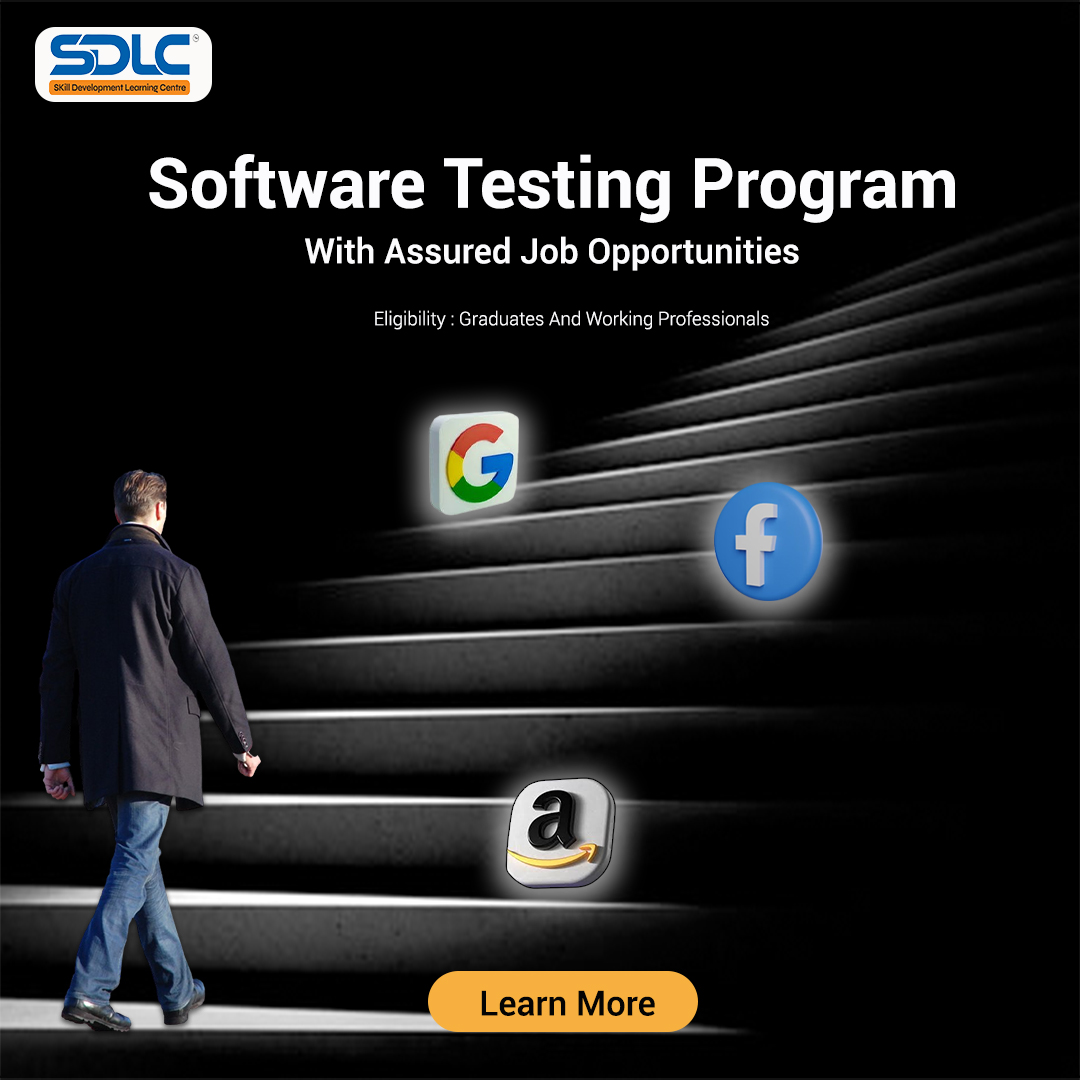 SDLC
SKill Development Learning Centre
Software Testing Program
With Assured Job Opportunities
Eligibility : Graduates And Working Professionals
G
f
a
Learn More